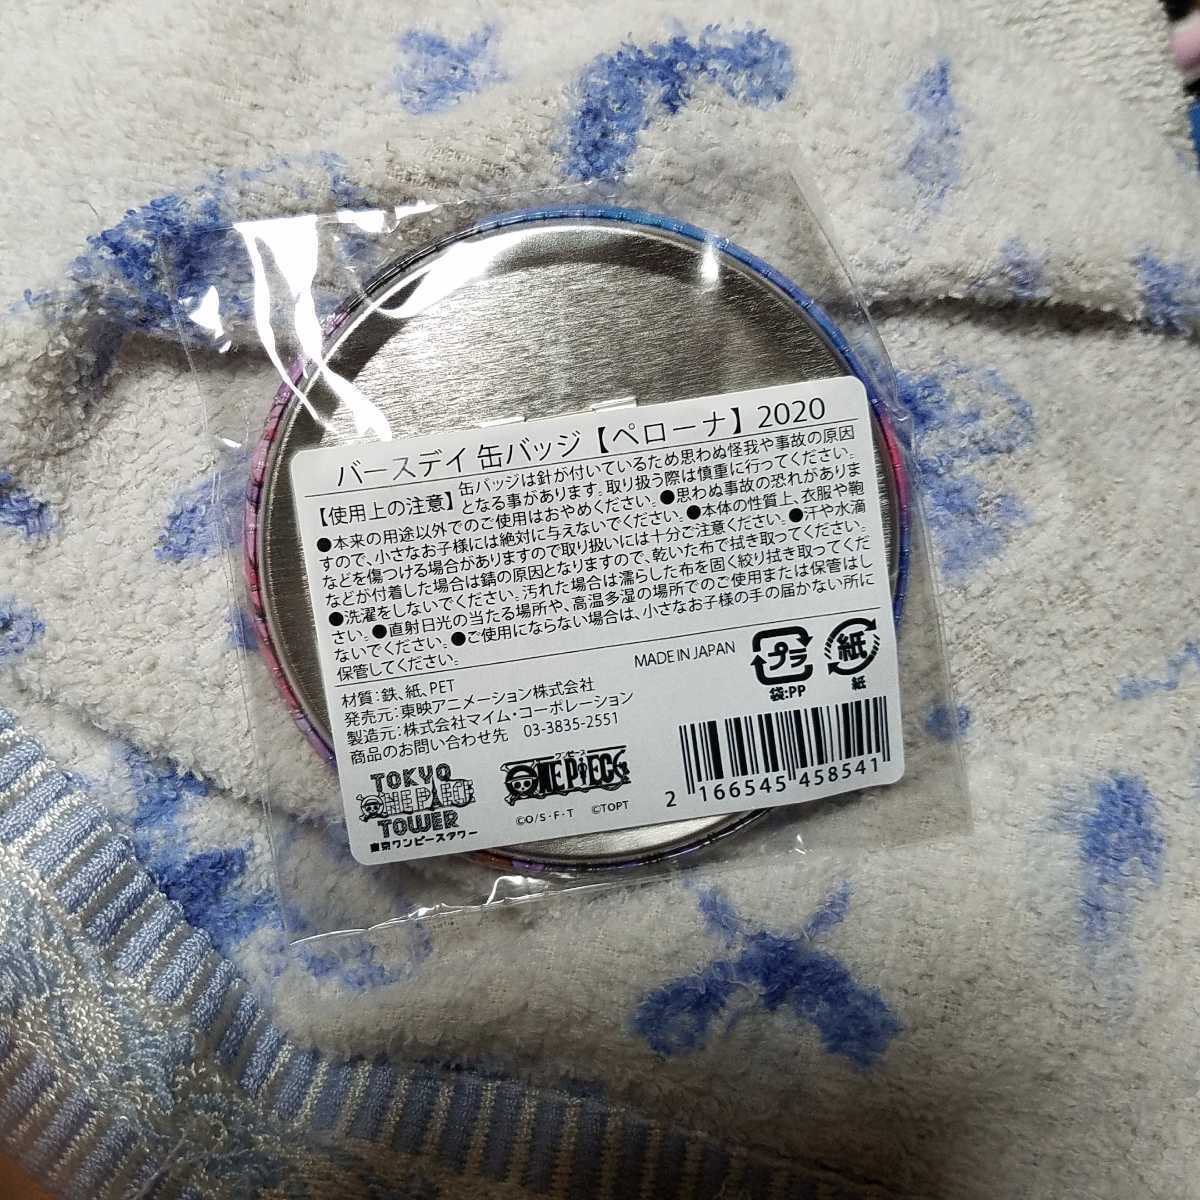 バースデイ 缶バッジ【ペローナ】2020
【使用上の注意】缶バッジは針が付いているため思わぬ怪我や事故の原因
となる事があります。取り扱う際は慎重に行ってください。
●本来の用途以外でのご使用はおやめください。●思わぬ事故の恐れがありま
すので、小さなお子様には絶対に与えないでください。●本体の性質上、衣服や鞄
などを傷つける場合がありますので取り扱いには十分ご注意ください。●汗や水滴
などが付着した場合は錆の原因となりますので、乾いた布で拭き取ってください。
●洗濯をしないでください。汚れた場合は濡らした布を固く絞り拭き取ってくだ
さい。●直射日光の当たる場所や、高温多湿の場所でのご使用または保管はし
ないでください。●ご使用にならない場合は、小さなお子様の手の届かない所に
保管してください。
MADE IN JAPAN
プラ
袋:PP
紙
紙
材質：鉄、紙、PET
発売元：東映アニメーション株式会社
製造元：株式会社マイム・コーポレーション
商品のお問い合わせ先 03-3835-2551
TOKYO
ONE PIECE
TOWER
東京ワンピースタワー
ワンピース
ONE PIECE
©O/S・F・T ©TOPT
2 166545 458541